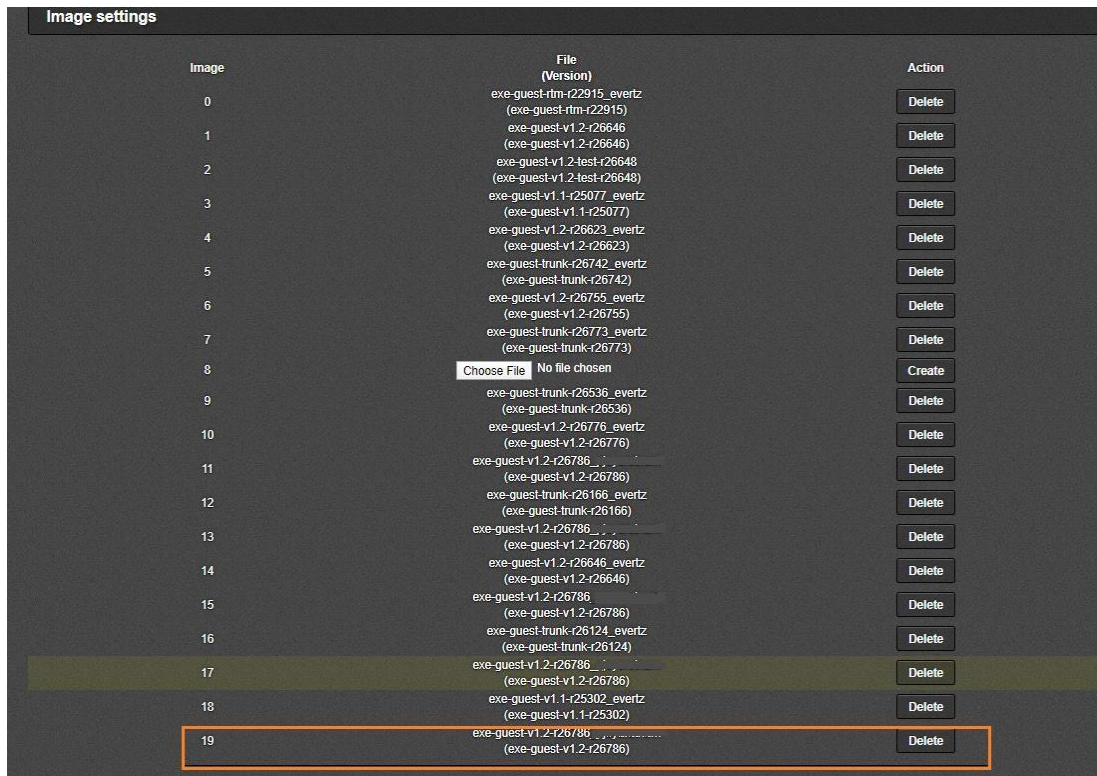 Image settings
Image File (Version) Action
0 exe-guest-rtm-r22915_evertz Delete
(exe-guest-rtm-r22915)
1 exe-guest-v1.2-r26646 Delete
(exe-guest-v1.2-r26646)
2 exe-guest-v1.2-test-r26648 Delete
(exe-guest-v1.2-test-r26648)
3 exe-guest-v1.1-r25077_evertz Delete
(exe-guest-v1.1-r25077)
4 exe-guest-v1.2-r26623_evertz Delete
(exe-guest-v1.2-r26623)
5 exe-guest-trunk-r26742_evertz Delete
(exe-guest-trunk-r26742)
6 exe-guest-v1.2-r26755_evertz Delete
(exe-guest-v1.2-r26755)
7 exe-guest-trunk-r26773_evertz Delete
(exe-guest-trunk-r26773)
8 Choose File No file chosen Create
9 exe-guest-trunk-r26536_evertz Delete
(exe-guest-trunk-r26536)
10 exe-guest-v1.2-r26776_evertz Delete
(exe-guest-v1.2-r26776)
11 exe-guest-v1.2-r26786_ Delete
(exe-guest-v1.2-r26786)
12 exe-guest-trunk-r26166_evertz Delete
(exe-guest-trunk-r26166)
13 exe-guest-v1.2-r26786_ Delete
(exe-guest-v1.2-r26786)
14 exe-guest-v1.2-r26646_evertz Delete
(exe-guest-v1.2-r26646)
15 exe-guest-v1.2-r26786 Delete
(exe-guest-v1.2-r26786)
16 exe-guest-trunk-r26124_evertz Delete
(exe-guest-trunk-r26124)
17 exe-guest-v1.2-r26786_ Delete
(exe-guest-v1.2-r26786)
18 exe-guest-v1.1-r25302_evertz Delete
(exe-guest-v1.1-r25302)
19 exe-guest-v1.2-r26786 Delete
(exe-guest-v1.2-r26786)